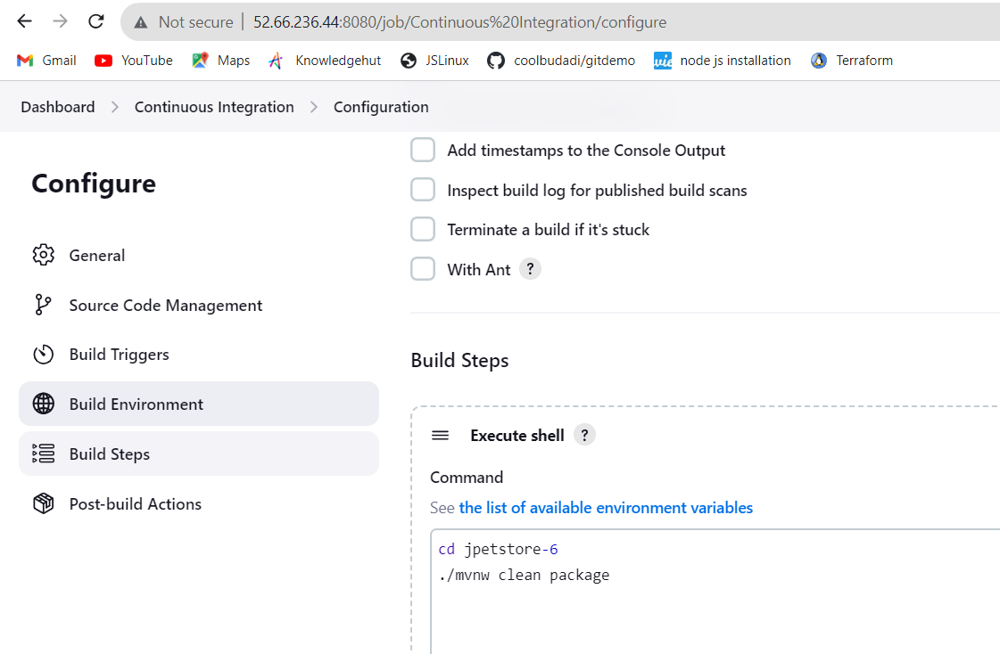 Not secure | 52.66.236.44:8080/job/Continuous%20Integration/configure
Gmail YouTube Maps Knowledgehut JSLinux coolbudadi/gitdemo node js installation Terraform
Dashboard > Continuous Integration > Configuration
Configure
General
Source Code Management
Build Triggers
Build Environment
Build Steps
Post-build Actions
Add timestamps to the Console Output
Inspect build log for published build scans
Terminate a build if it's stuck
With Ant ?
Build Steps
Execute shell ?
Command
See the list of available environment variables
cd jpetstore-6
./mvnw clean package